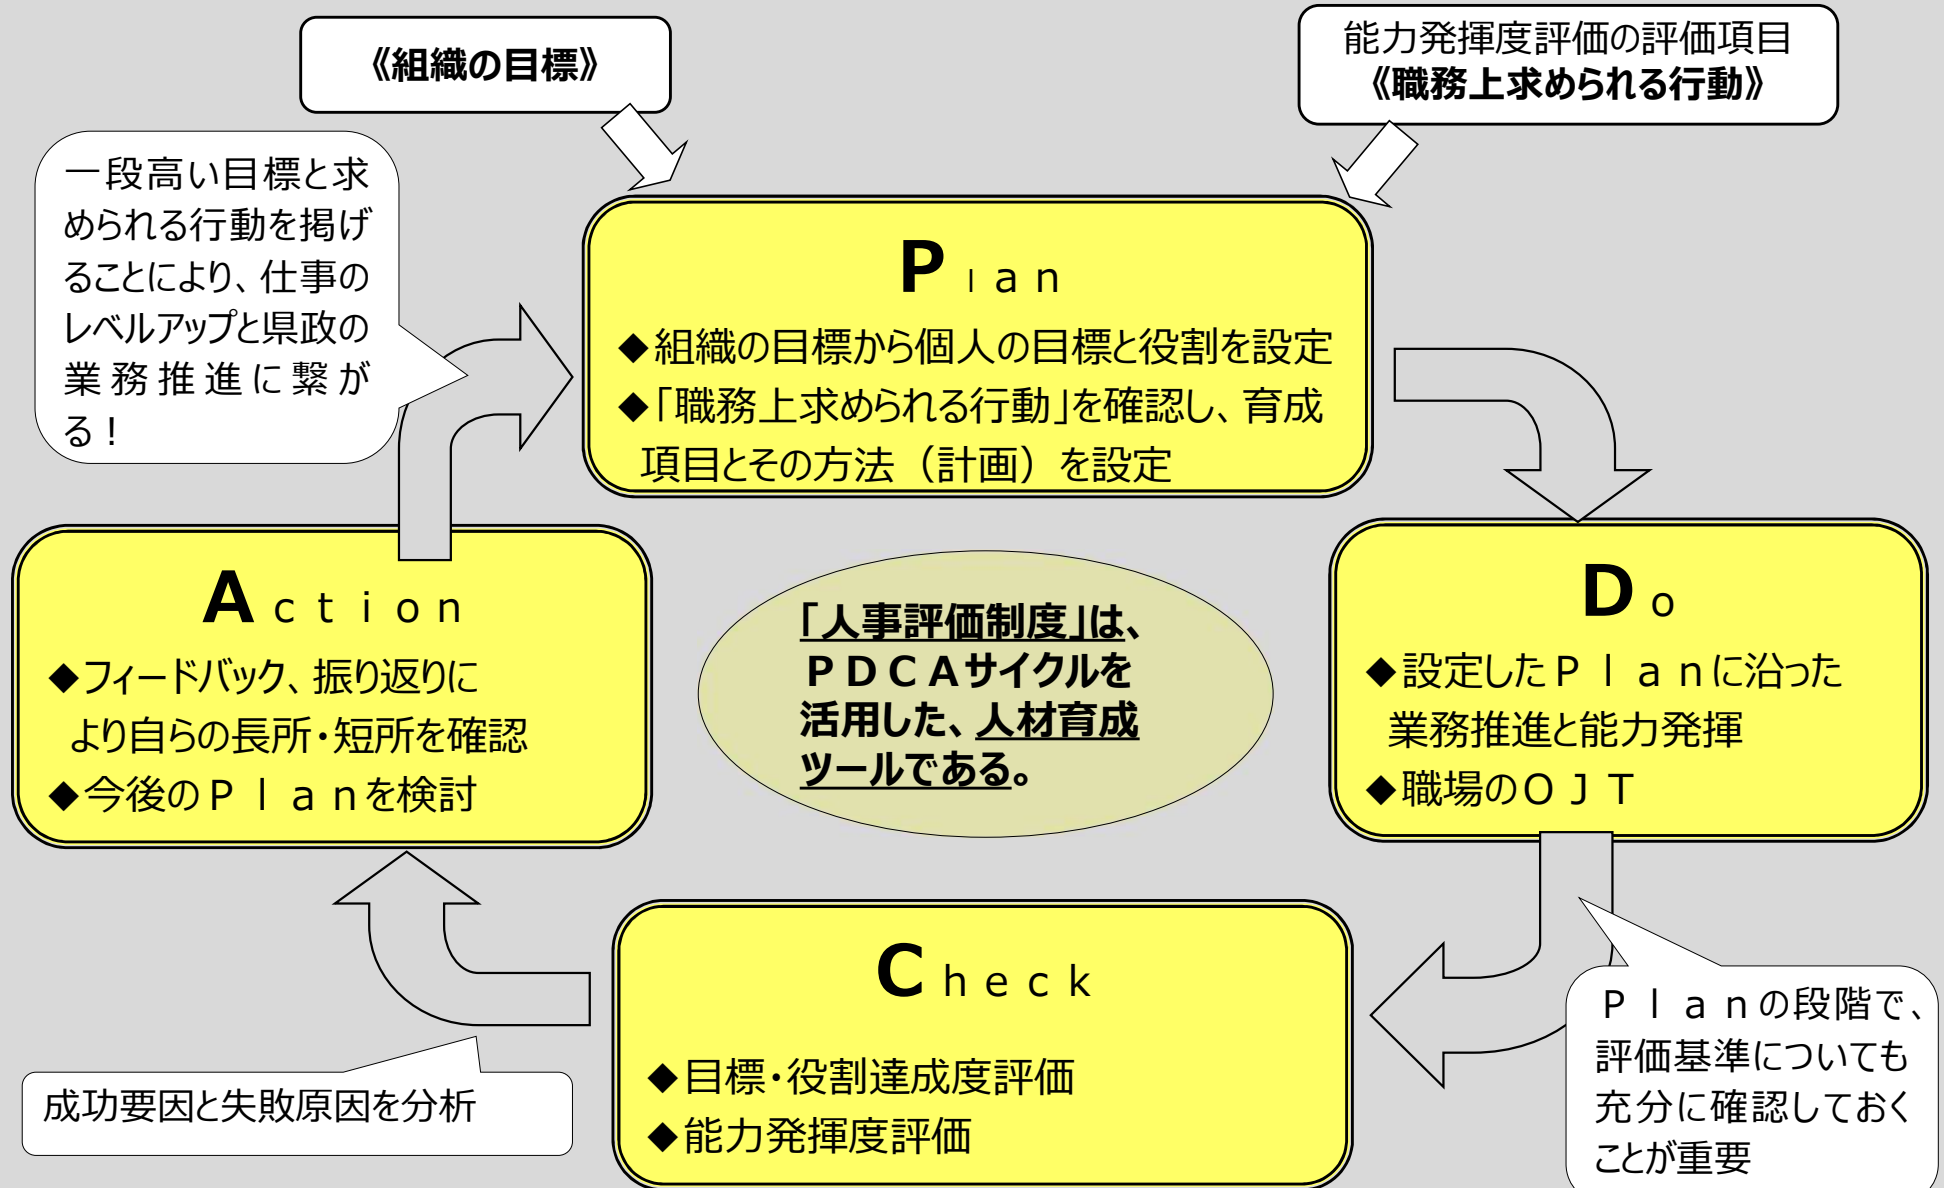 《組織の目標》
能力発揮度評価の評価項目
《職務上求められる行動》
一段高い目標と求
められる行動を掲げ
ることにより、仕事の
レベルアップと県政の
業務推進に繋が
る！
Ｐｌａｎ
◆組織の目標から個人の目標と役割を設定
◆「職務上求められる行動」を確認し、育成
項目とその方法（計画）を設定
Ａｃｔｉｏｎ
◆フィードバック、振り返りに
より自らの長所・短所を確認
◆今後のＰｌａｎを検討
「人事評価制度」は、
ＰＤＣＡサイクルを
活用した、人材育成
ツールである。
Ｄｏ
◆設定したＰｌａｎに沿った
業務推進と能力発揮
◆職場のＯＪＴ
Ｃｈｅｃｋ
◆目標・役割達成度評価
◆能力発揮度評価
成功要因と失敗原因を分析
Ｐｌａｎの段階で、
評価基準についても
充分に確認しておく
ことが重要